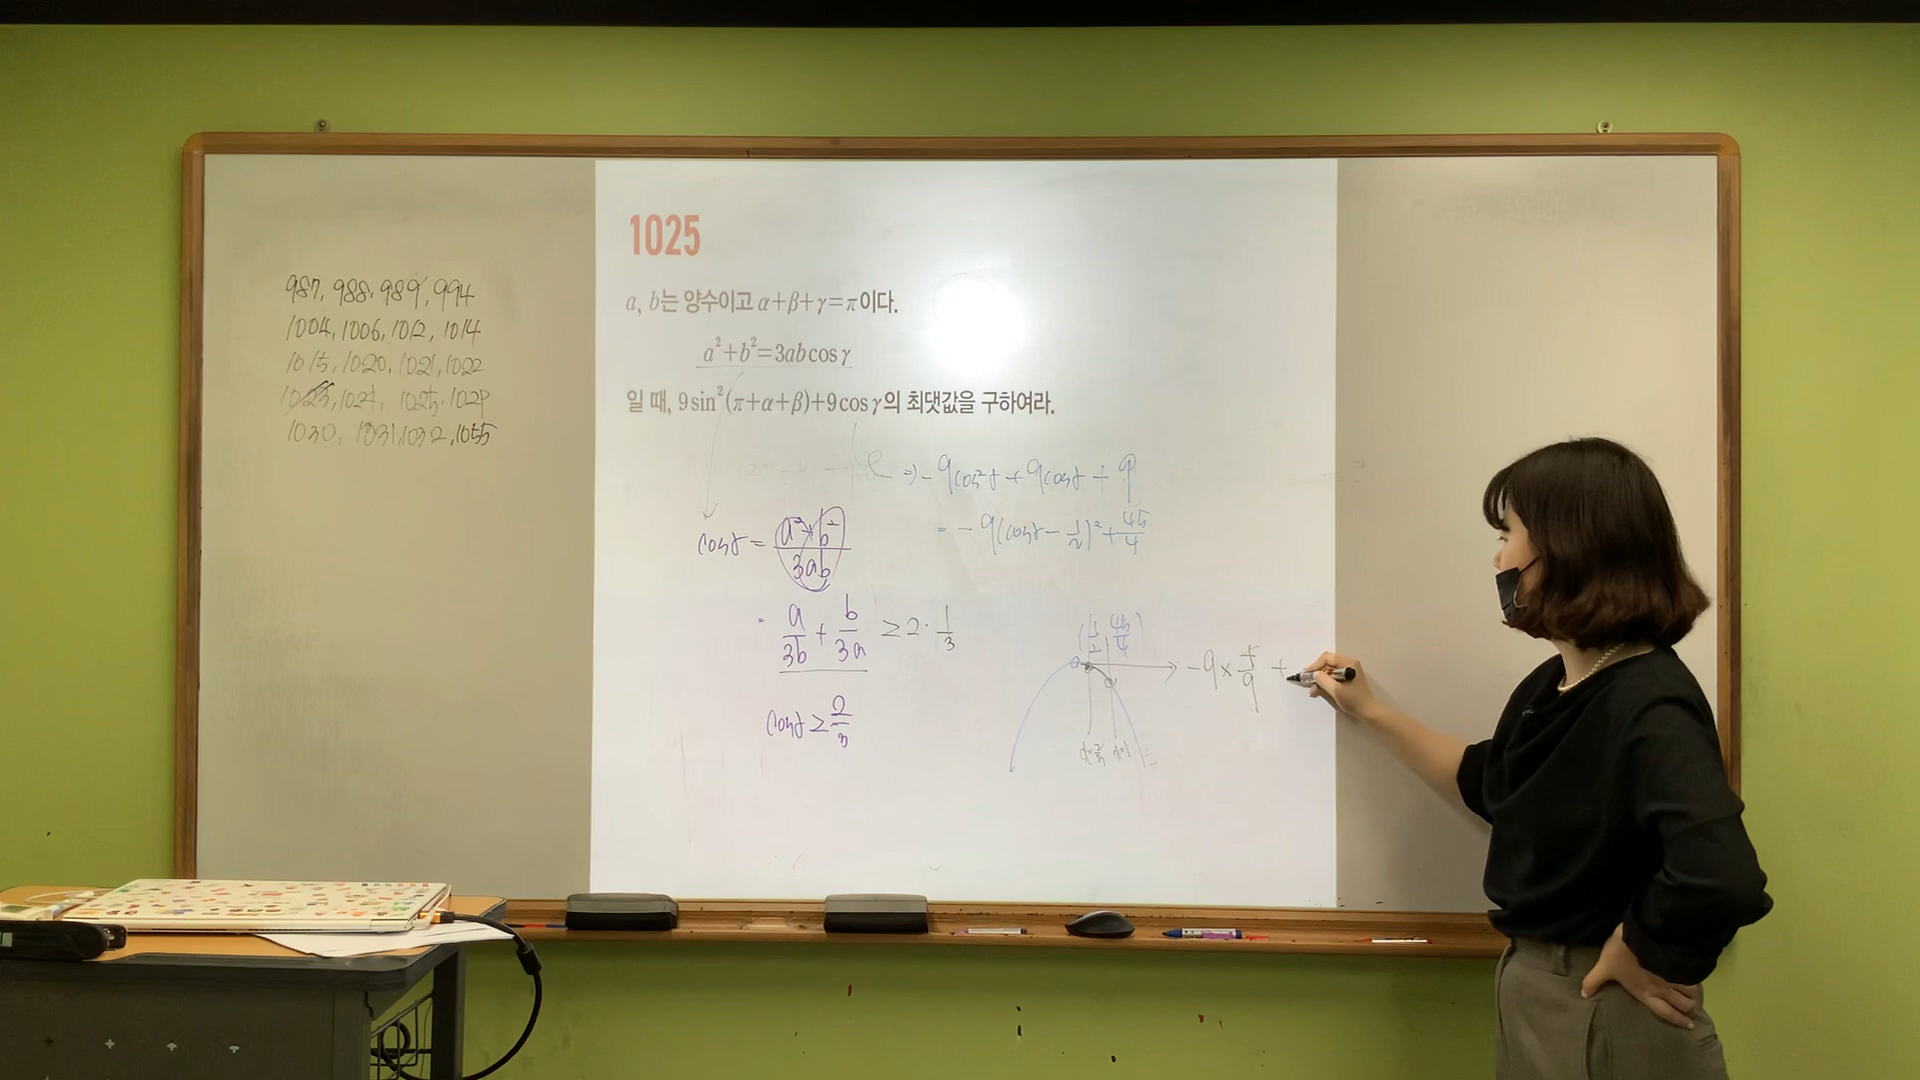 987, 988, 989, 994
1004, 1006, 1012, 1014
1015, 1020, 1021, 1022
1023, 1024, 1025, 1029
1030, 1031, 1032, 1055
1025
a, b는 양수이고 α+β+γ=π이다.
a²+b²=3ab cos γ
일 때, 9 sin²(π+α+β)+9 cos γ의 최댓값을 구하여라.
⇒ -9cos²γ + 9cosγ + 9
= -9(cosγ - 1/2)² + 45/4
cosγ = (a²+b²)/3ab
= a/3b + b/3a ≥ 2 · 1/3
cosγ ≥ 2/3
(1/2, 45/4)
-9 × 4/9 +